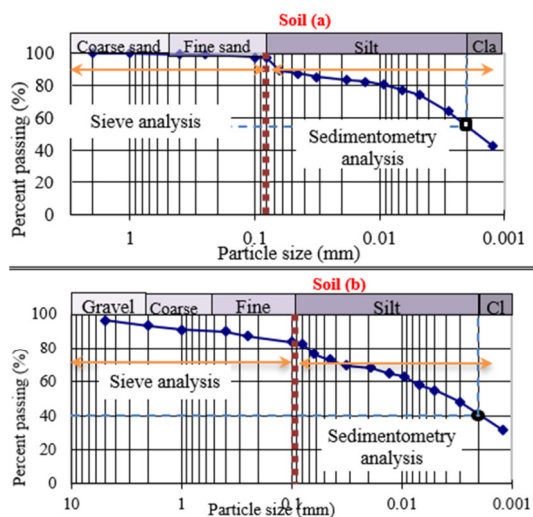 Soil (a)
Coarse sand Fine sand Silt Cla
Percent passing (%)
100
80
60
40
20
0
Sieve analysis
Sedimentometry
analysis
1 0.1 0.01 0.001
Particle size (mm)
Soil (b)
Gravel Coarse Fine Silt Cl
Percent passing (%)
100
80
60
40
20
0
Sieve analysis
Sedimentometry
analysis
10 1 0.1 0.01 0.001
Particle size (mm)